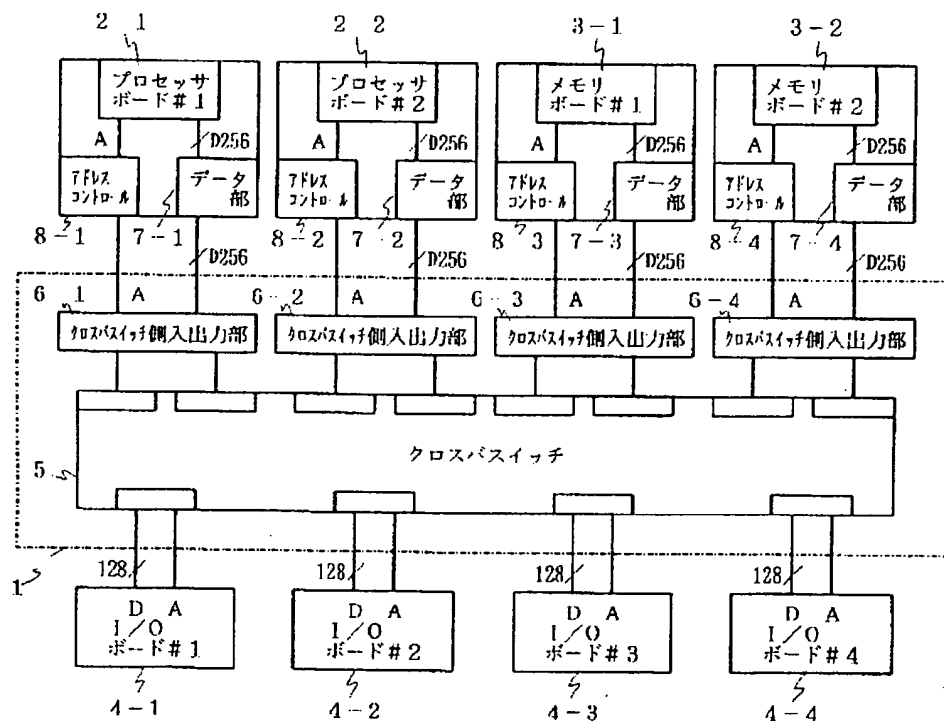 2-1 2-2 3-1 3-2
プロセッサ
ボード#1
プロセッサ
ボード#2
メモリ
ボード#1
メモリ
ボード#2
A D256 A D256 A D256 A D256
アドレス
コントロール
データ
部
アドレス
コントロール
データ
部
アドレス
コントロール
データ
部
アドレス
コントロール
データ
部
8-1 7-1 8-2 7-2 8-3 7-3 8-4 7-4
D256 D256 D256 D256
6-1 A 6-2 A 6-3 A 6-4 A
クロスバスイッチ側入出力部 クロスバスイッチ側入出力部 クロスバスイッチ側入出力部 クロスバスイッチ側入出力部
クロスバスイッチ
5
1
128 128 128 128
D A
I/O
ボード#1
D A
I/O
ボード#2
D A
I/O
ボード#3
D A
I/O
ボード#4
4-1 4-2 4-3 4-4